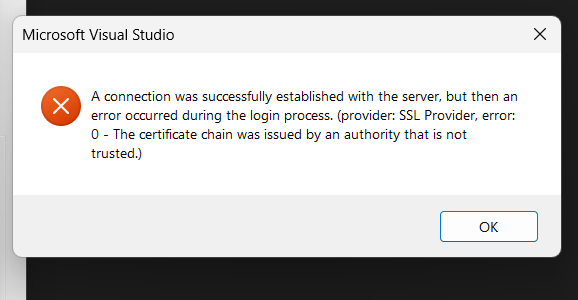 Microsoft Visual Studio
A connection was successfully established with the server, but then an
error occurred during the login process. (provider: SSL Provider, error:
0 - The certificate chain was issued by an authority that is not
trusted.)
OK